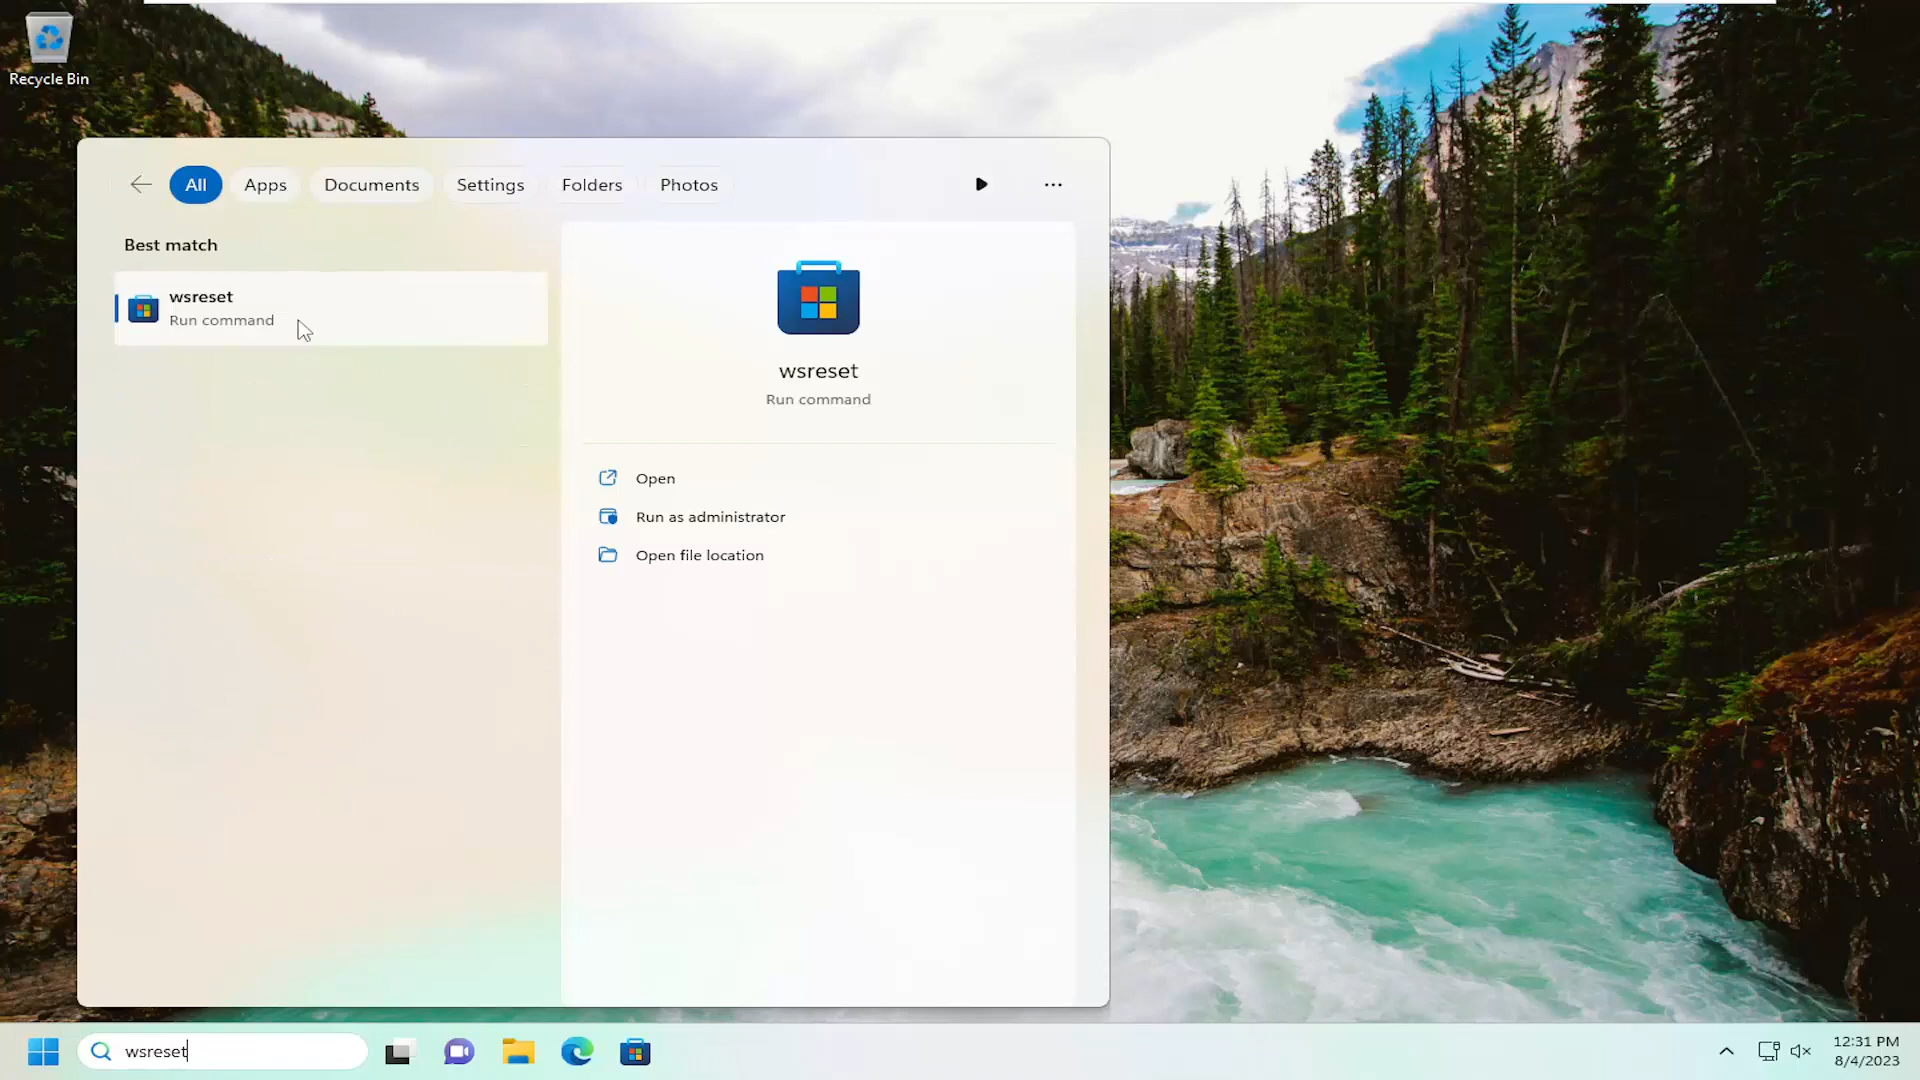 Recycle Bin
All
Apps
Documents
Settings
Folders
Photos
Best match
wsreset
Run command
wsreset
Run command
Open
Run as administrator
Open file location
wsreset
12:31 PM
8/4/2023